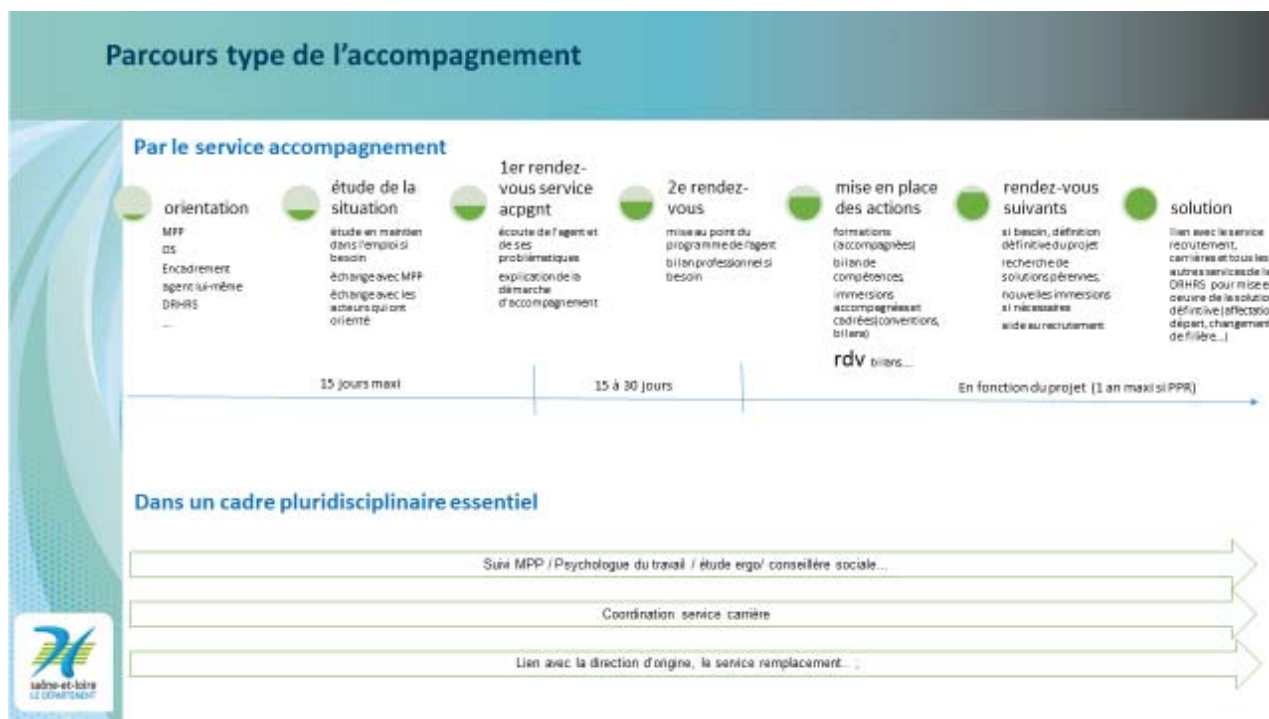 Parcours type de l'accompagnement
Par le service accompagnement
orientation
MPP
OS
Encadrement
agent lui-même
DRHRS
...
étude de la
situation
étude en maintien
dans l'emploi si
besoin
échange avec MPP
échange avec les
acteurs qui ont
orienté
1er rendez-
vous service
acpgnt
écoute de l'agent et
de ses
problématiques
explication de la
démarche
d'accompagnement
2e rendez-
vous
mise au point du
programme de l'agent
bilan professionnel si
besoin
mise en place
des actions
formations
(accompagnées)
bilan de
compétences,
immersions
accompagnées et
cadrées (conventions,
bilans)
rdv bilans....
rendez-vous
suivants
si besoin, définition
définitive du projet
recherche de
solutions pérennes,
nouvelles immersions
si nécessaires
aide au recrutement
solution
lien avec le service
recrutement,
carrières et tous les
autres services de la
DRHRS pour mise e
oeuvre de la solution
définitive (affectatio
départ, changement
de filière...)
15 jours maxi
15 à 30 jours
En fonction du projet (1 an maxi si PPR)
Dans un cadre pluridisciplinaire essentiel
Suivi MPP / Psychologue du travail / étude ergo/ conseillère sociale...
Coordination service carrière
Lien avec la direction d'origine, le service remplacement... ;
saône-et-loire
LE DÉPARTEMENT